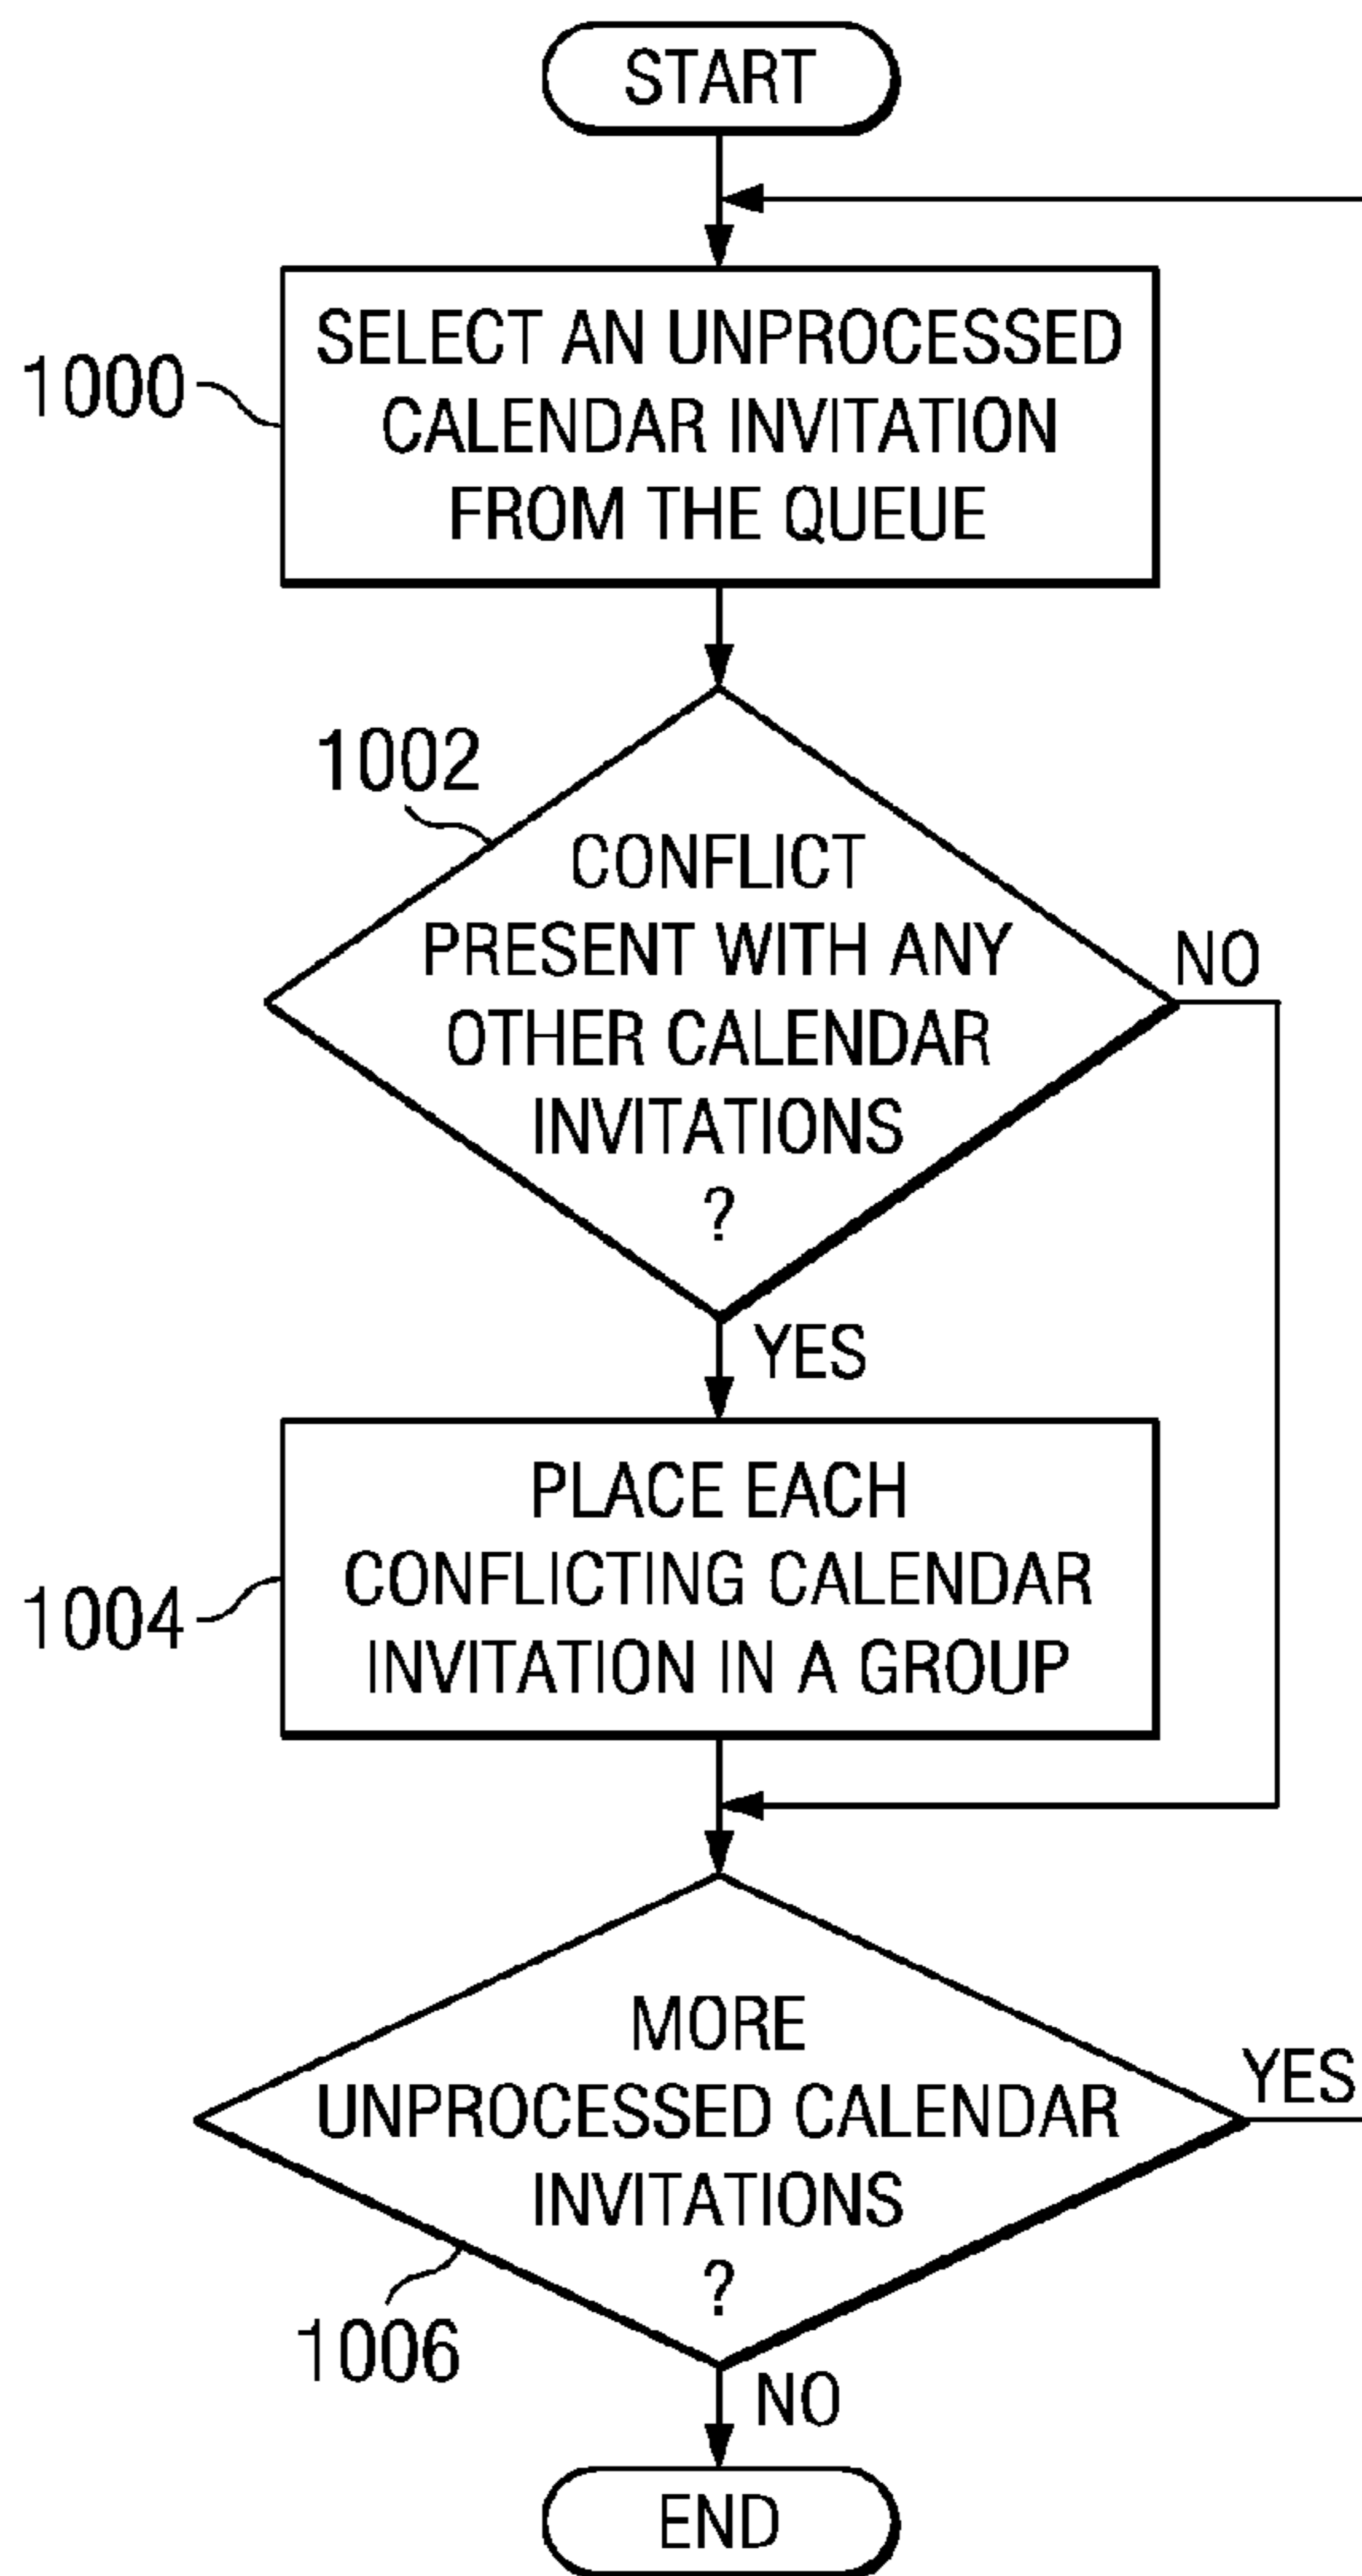 START
1000
SELECT AN UNPROCESSED
CALENDAR INVITATION
FROM THE QUEUE
1002
CONFLICT
PRESENT WITH ANY
OTHER CALENDAR
INVITATIONS
?
NO
YES
1004
PLACE EACH
CONFLICTING CALENDAR
INVITATION IN A GROUP
MORE
UNPROCESSED CALENDAR
INVITATIONS
?
YES
1006
NO
END